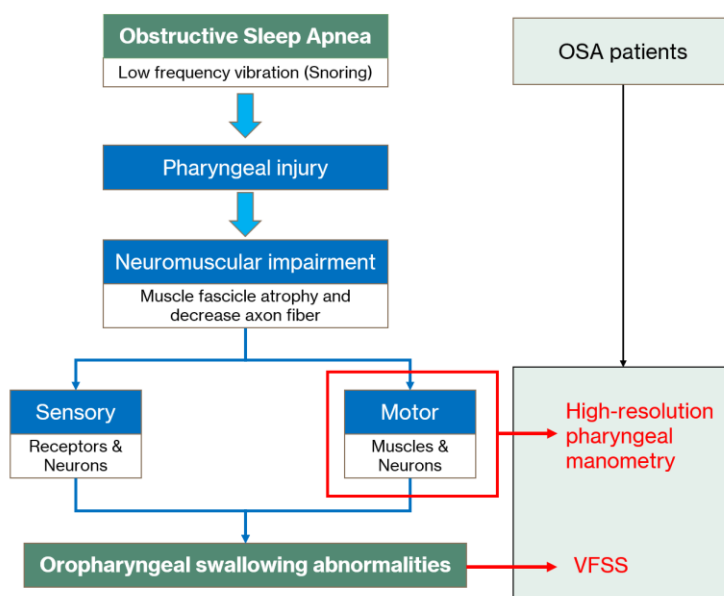 Obstructive Sleep Apnea
Low frequency vibration (Snoring)
OSA patients
Pharyngeal injury
Neuromuscular impairment
Muscle fascicle atrophy and
decrease axon fiber
Sensory
Receptors &
Neurons
Motor
Muscles &
Neurons
High-resolution
pharyngeal
manometry
Oropharyngeal swallowing abnormalities
VFSS